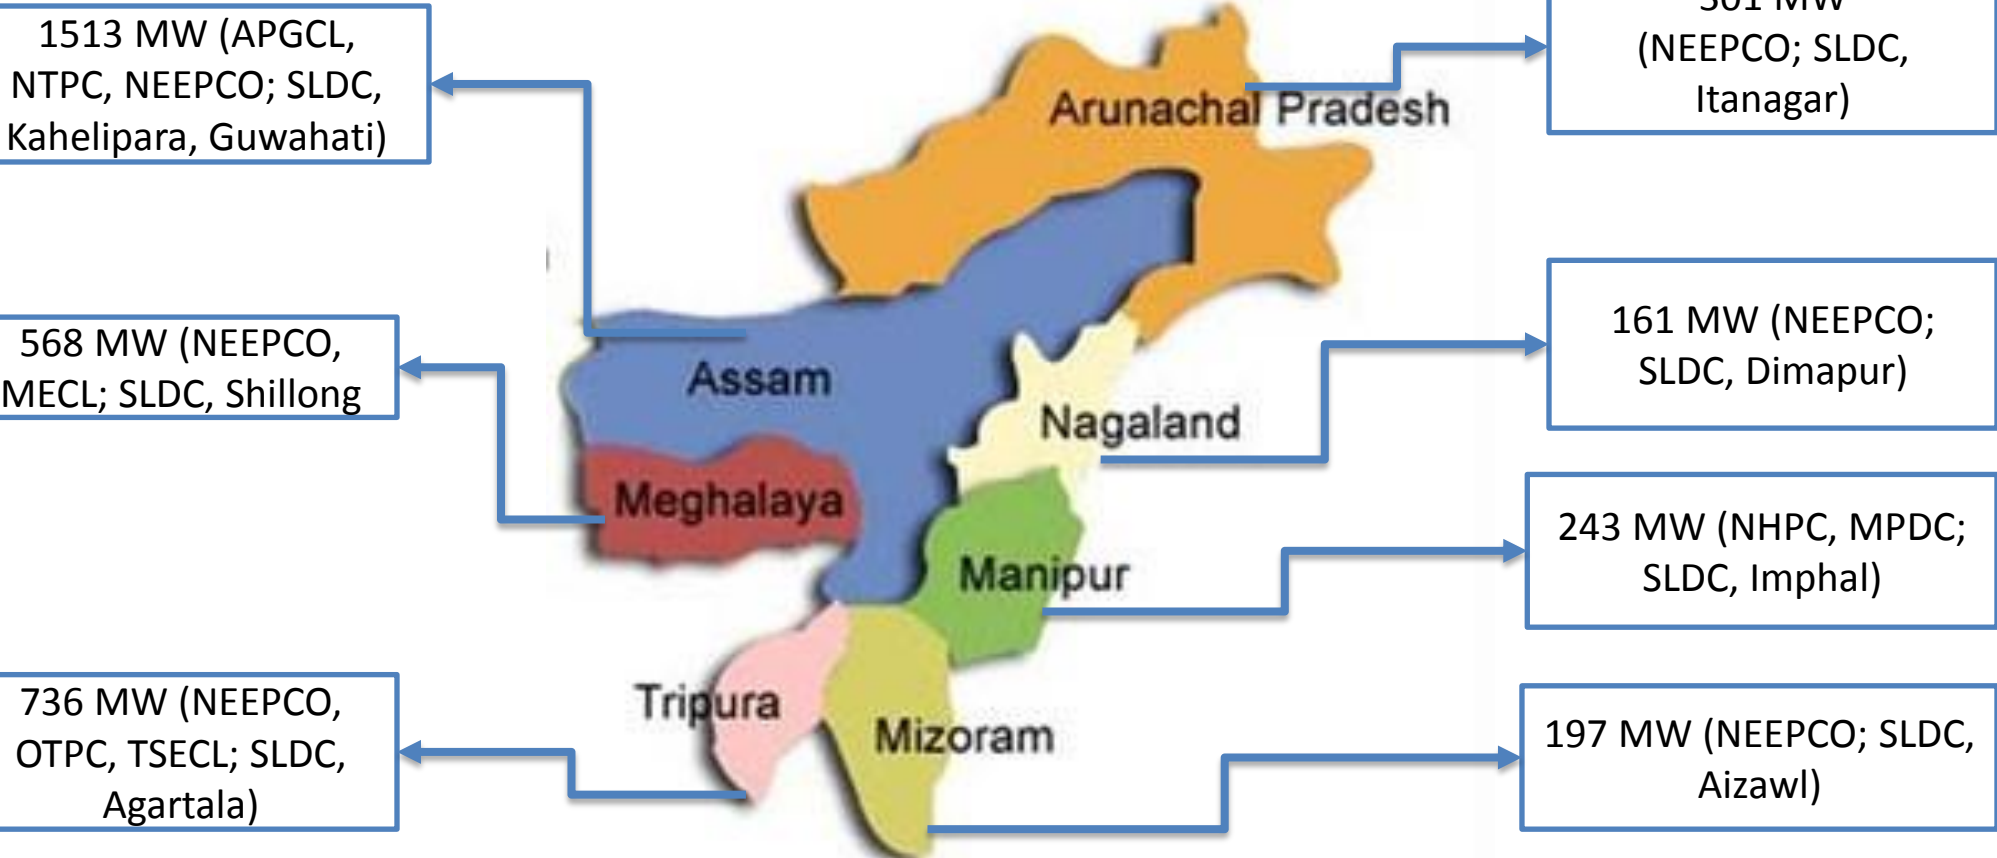 1513 MW (APGCL,
NTPC, NEEPCO; SLDC,
Kahelipara, Guwahati)
MW
(NEEPCO; SLDC,
Itanagar)
Arunachal Pradesh
568 MW (NEEPCO,
MECL; SLDC, Shillong
161 MW (NEEPCO;
SLDC, Dimapur)
Assam
Nagaland
Meghalaya
243 MW (NHPC, MPDC;
SLDC, Imphal)
Manipur
736 MW (NEEPCO,
OTPC, TSECL; SLDC,
Agartala)
Tripura
Mizoram
197 MW (NEEPCO; SLDC,
Aizawl)